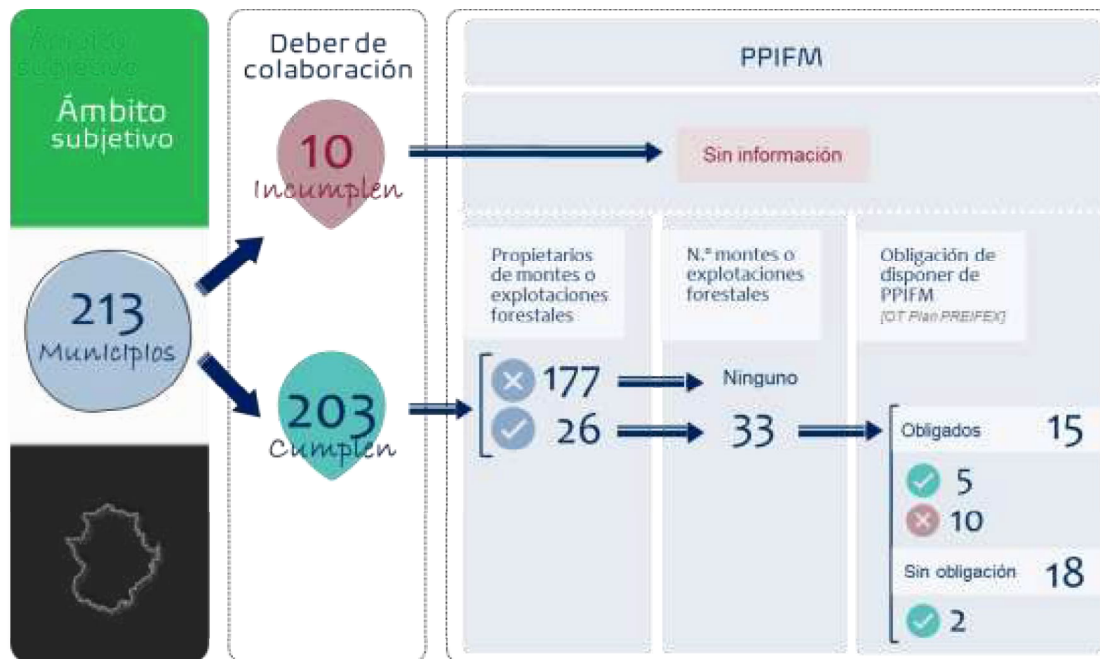 Ámbito
subjetivo
Ámbito
subjetivo
213
Municipios
Deber de
colaboración
10
Incumplen
203
Cumplen
PPIFM
Sin información
Propietarios
de montes o
explotaciones
forestales
N.º montes o
explotaciones
forestales
Obligación de
disponer de
PPIFM
[OT Plan PREIFEX]
177
Ninguno
26
33
Obligados 15
5
10
Sin obligación 18
2